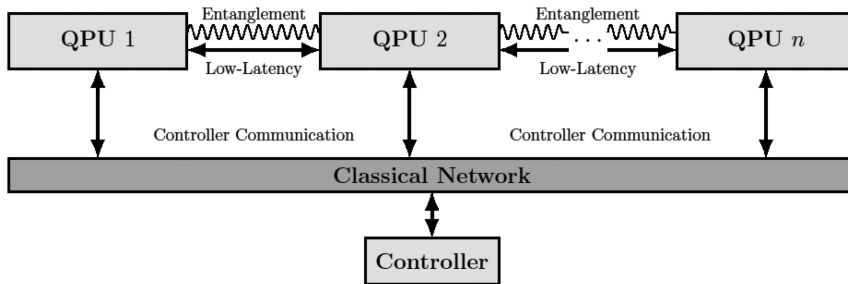 Entanglement
Entanglement
QPU 1
QPU 2
. . .
QPU n
Low-Latency
Low-Latency
Controller Communication
Controller Communication
Classical Network
Controller